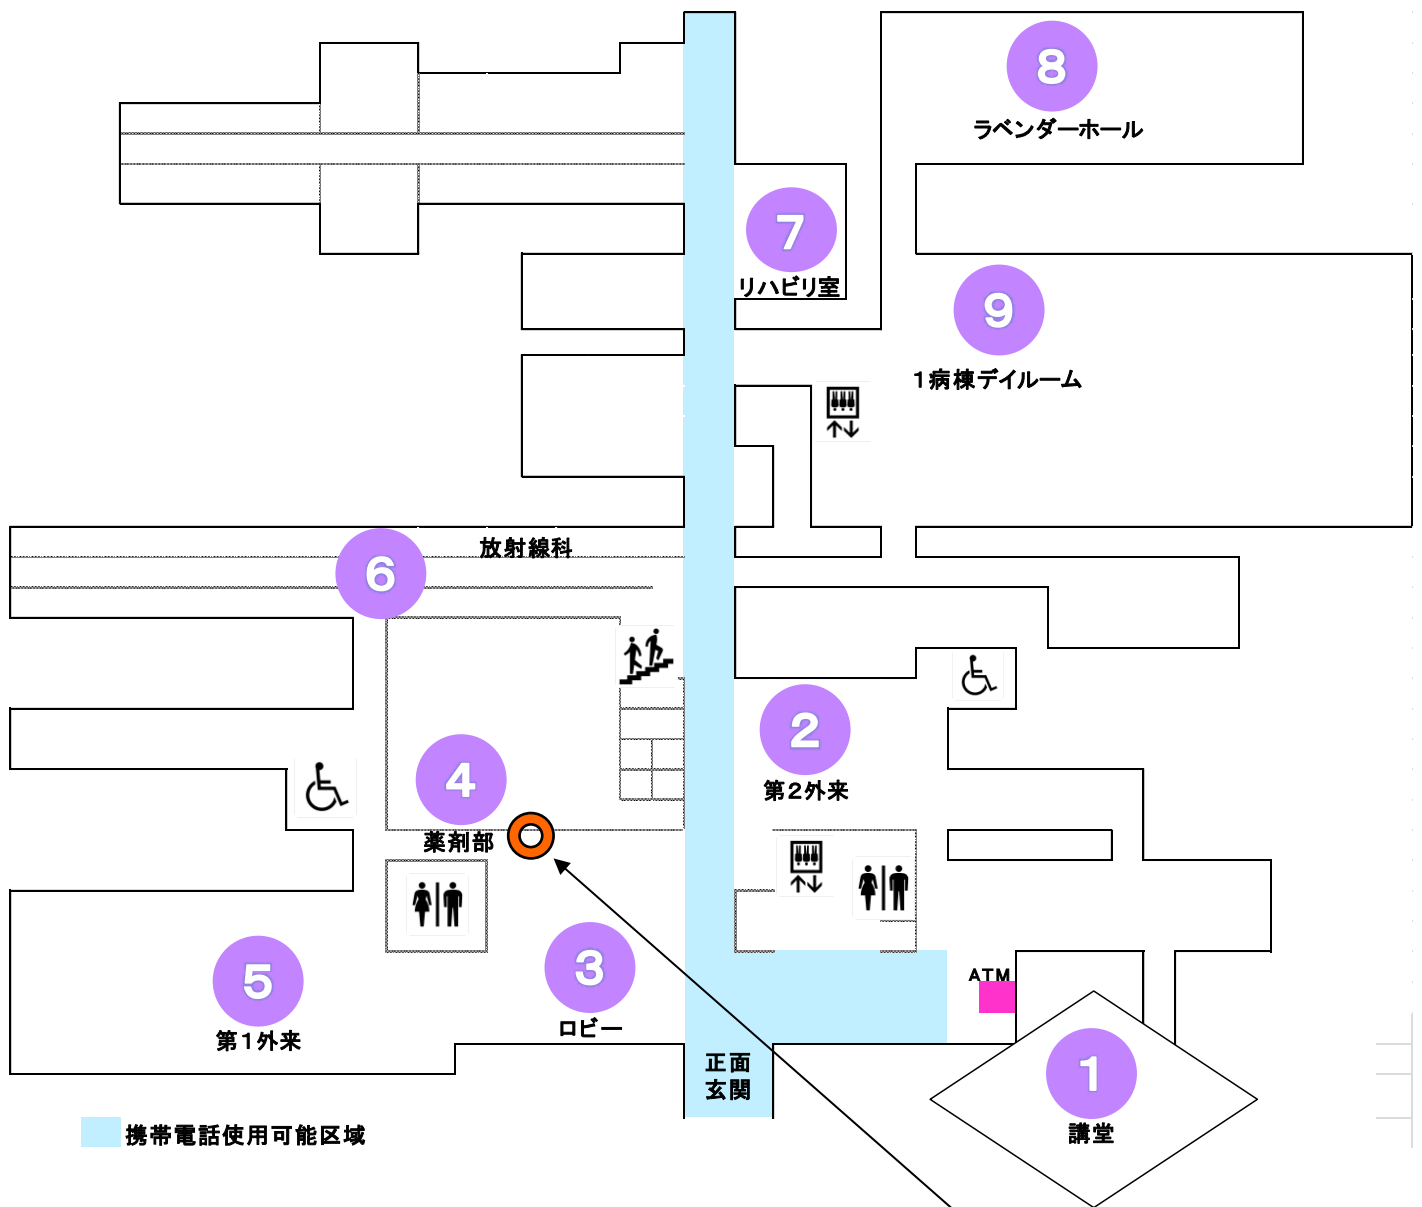 8
ラベンダーホール
7
リハビリ室
9
1病棟デイルーム
放射線科
6
2
第2外来
4
薬剤部
3
ロビー
5
第1外来
ATM
正面
玄関
1
講堂
携帯電話使用可能区域